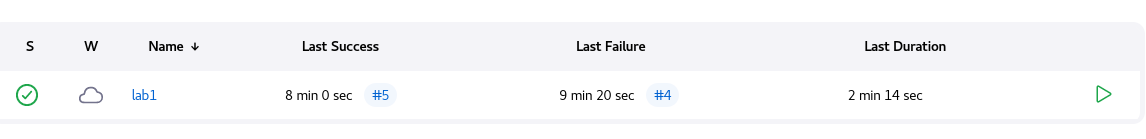 S W Name ↓ Last Success Last Failure Last Duration
lab1 8 min 0 sec #5 9 min 20 sec #4 2 min 14 sec